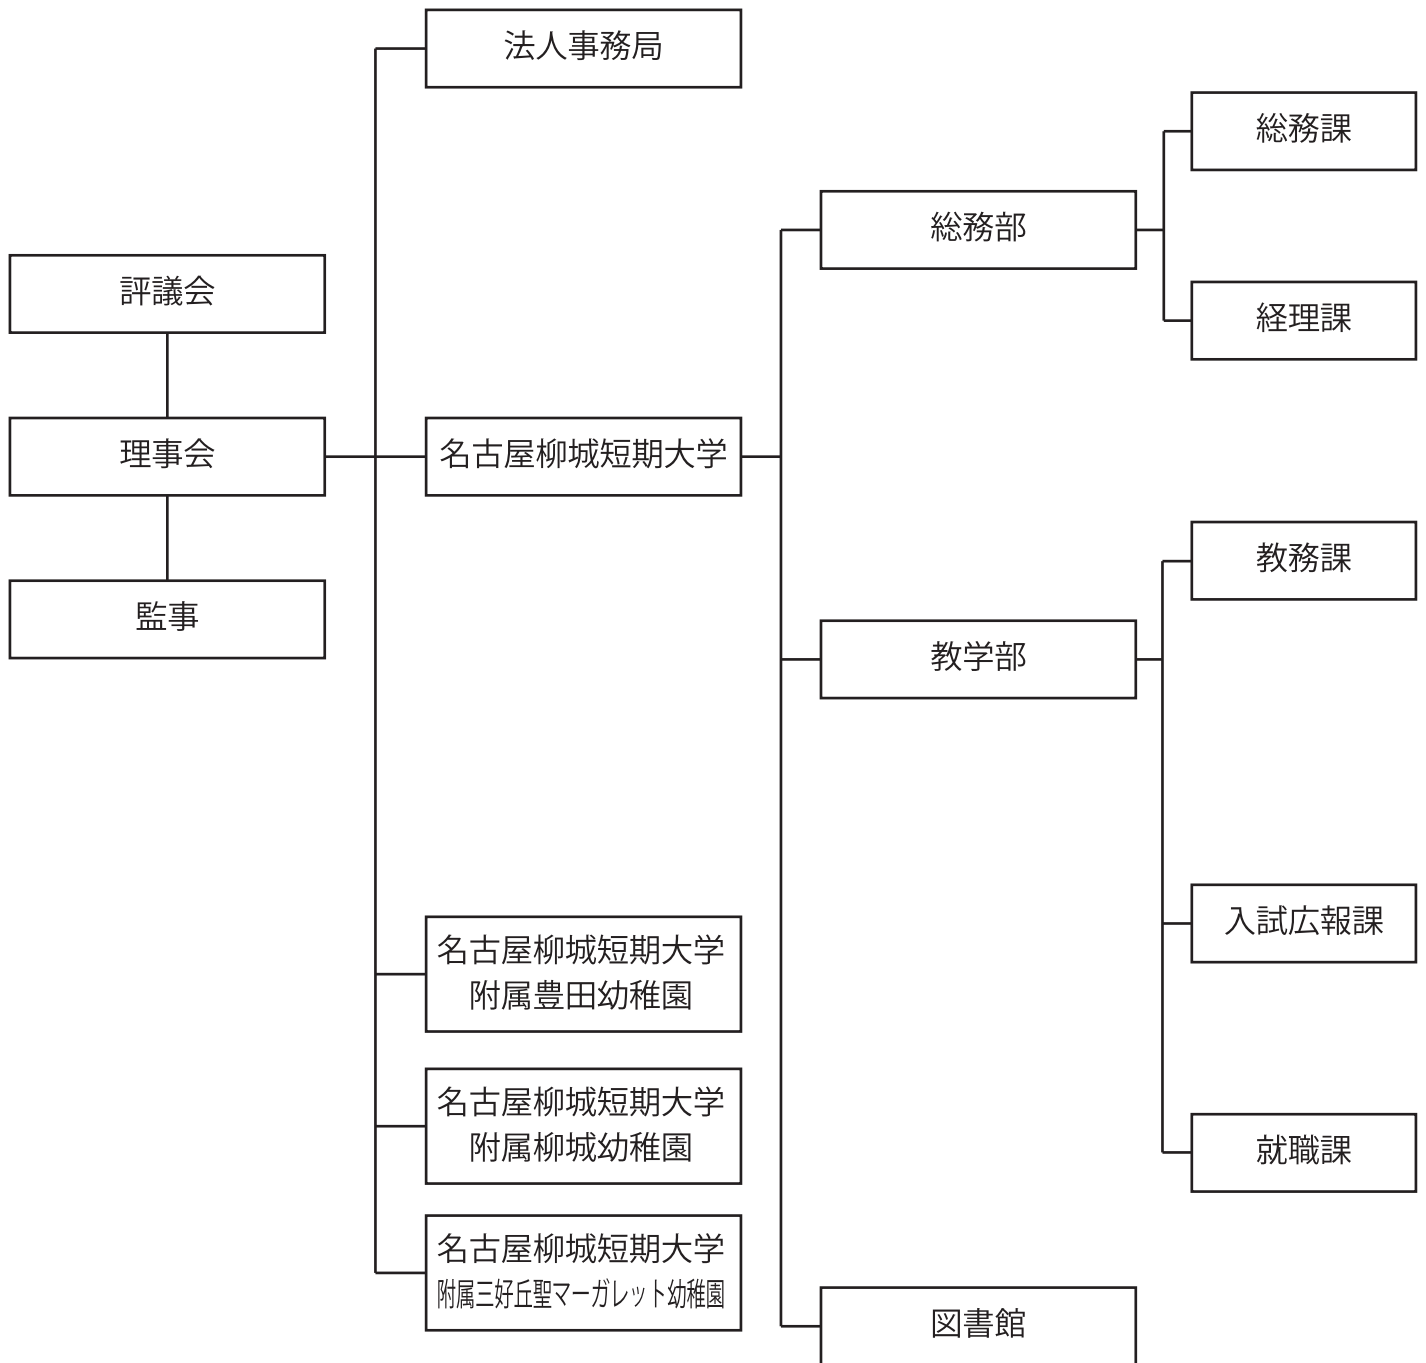 法人事務局
総務課
総務部
評議会
経理課
理事会
名古屋柳城短期大学
教務課
監事
教学部
入試広報課
名古屋柳城短期大学
附属豊田幼稚園
名古屋柳城短期大学
附属柳城幼稚園
就職課
名古屋柳城短期大学
附属三好丘聖マーガレット幼稚園
図書館